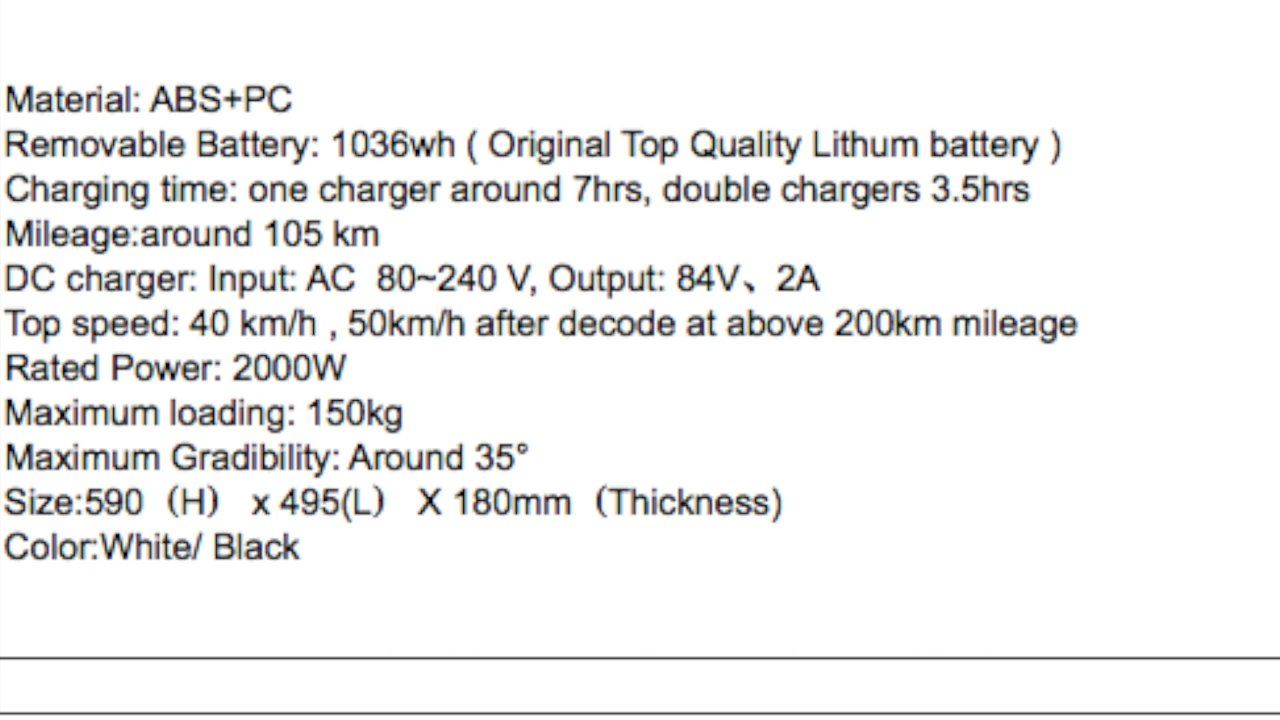 Material: ABS+PC
Removable Battery: 1036wh ( Original Top Quality Lithum battery )
Charging time: one charger around 7hrs, double chargers 3.5hrs
Mileage:around 105 km
DC charger: Input: AC  80~240 V, Output: 84V、2A
Top speed: 40 km/h , 50km/h after decode at above 200km mileage
Rated Power: 2000W
Maximum loading: 150kg
Maximum Gradibility: Around 35°
Size:590（H） x 495(L） X 180mm（Thickness)
Color:White/ Black